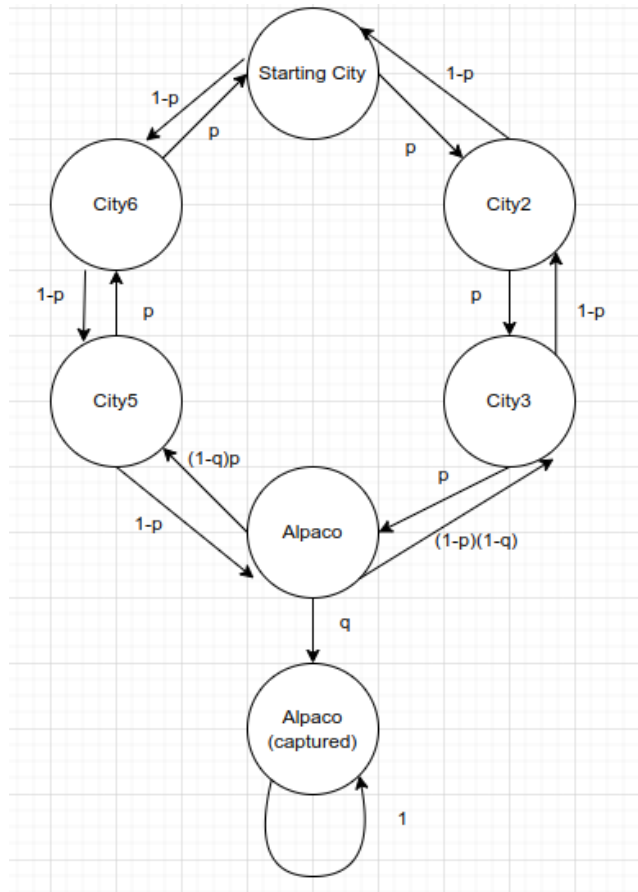 Starting City
1-p
1-p
p
p
City6
City2
1-p
p
p
1-p
City5
City3
(1-q)p
p
1-p
Alpaco
(1-p)(1-q)
q
Alpaco
(captured)
1